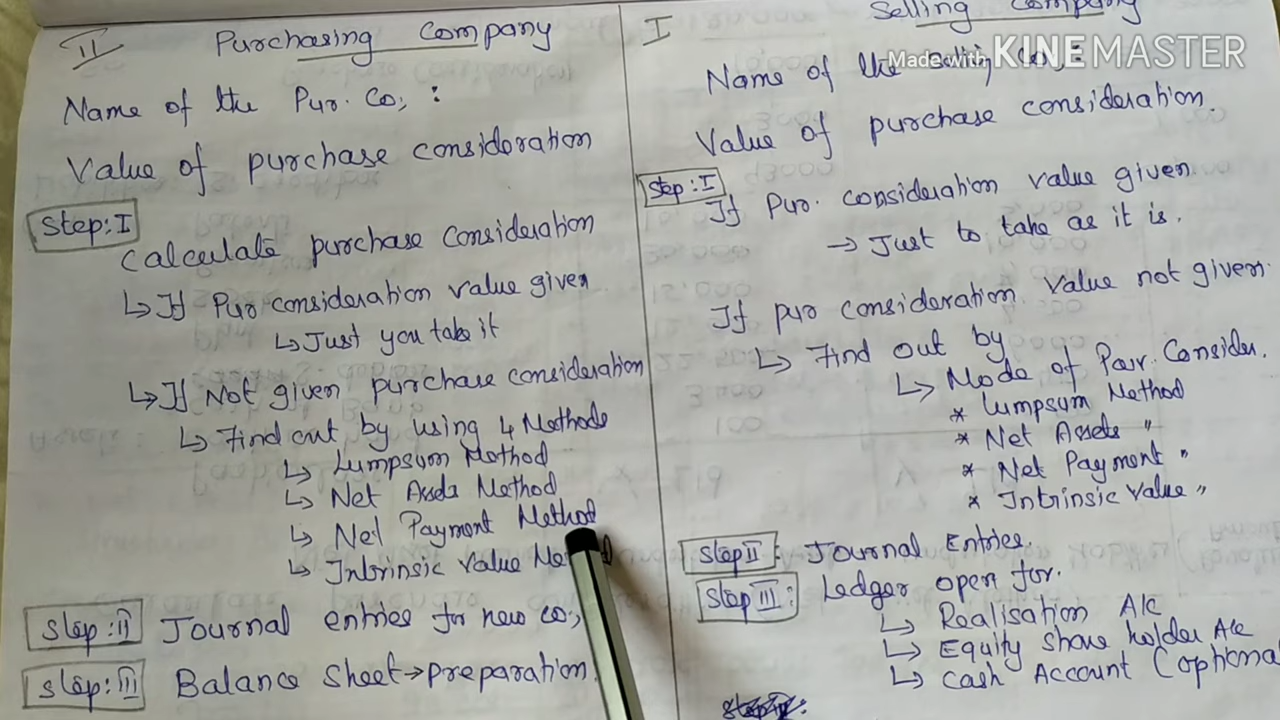 II Purchasing Company
Name of the Pur. Co, :
Value of purchase consideration
Step: I
Calculate purchase consideration
↳ If Pur consideration value given
↳ Just you take it
↳ If Not given purchase consideration
↳ Find out by using 4 Methods
↳ Lumpsum Method
↳ Net Assets Method
↳ Net Payment Method
↳ Intrinsic value
Step: II Journal entries for new co;
Step: III Balance Sheet → preparation.
I Selling Company
Made with KINEMASTER
Name of the Selling Co, :
Value of purchase consideration.
Step: I
If Pur. consideration value given
→ Just to take as it is.
If pur consideration value not given.
↳ Find out by
↳ Mode of Consider.
* Lumpsum Method
* Net Assets "
* Net Payment "
* Intrinsic Value "
Step II. Journal Entries.
Step III: Ledger open for.
↳ Realisation A/c
↳ Equity share holder A/c
↳ Cash Account (optional